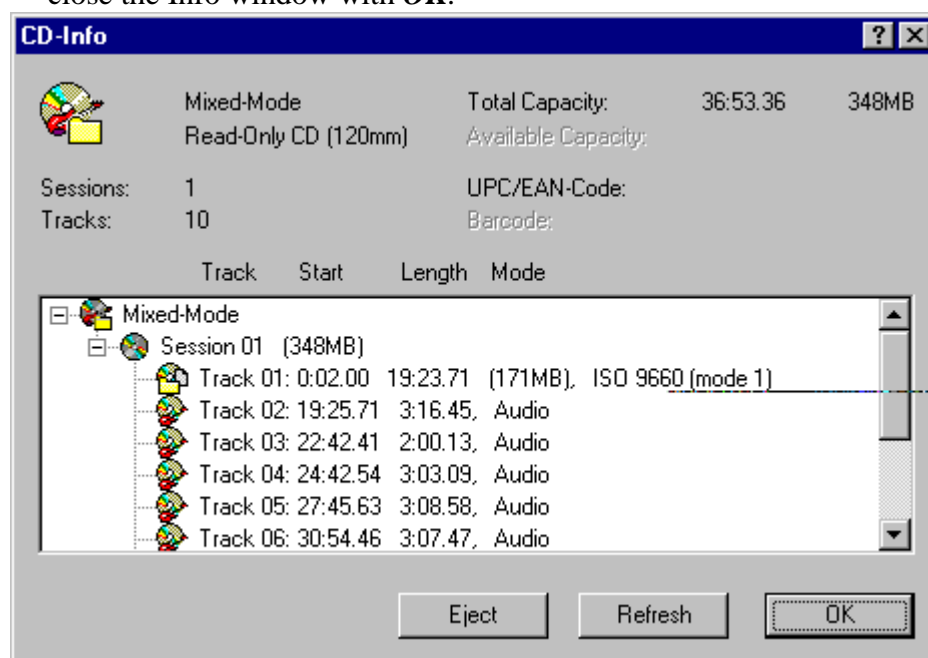 close the Info window with OK.
CD-Info
Mixed-Mode Total Capacity: 36:53.36 348MB
Read-Only CD (120mm) Available Capacity:
Sessions: 1 UPC/EAN-Code:
Tracks: 10 Barcode:
Track Start Length Mode
Mixed-Mode
Session 01 (348MB)
Track 01: 0:02.00 19:23.71 (171MB), ISO 9660 (mode 1)
Track 02: 19:25.71 3:16.45, Audio
Track 03: 22:42.41 2:00.13, Audio
Track 04: 24:42.54 3:03.09, Audio
Track 05: 27:45.63 3:08.58, Audio
Track 06: 30:54.46 3:07.47, Audio
Eject Refresh OK